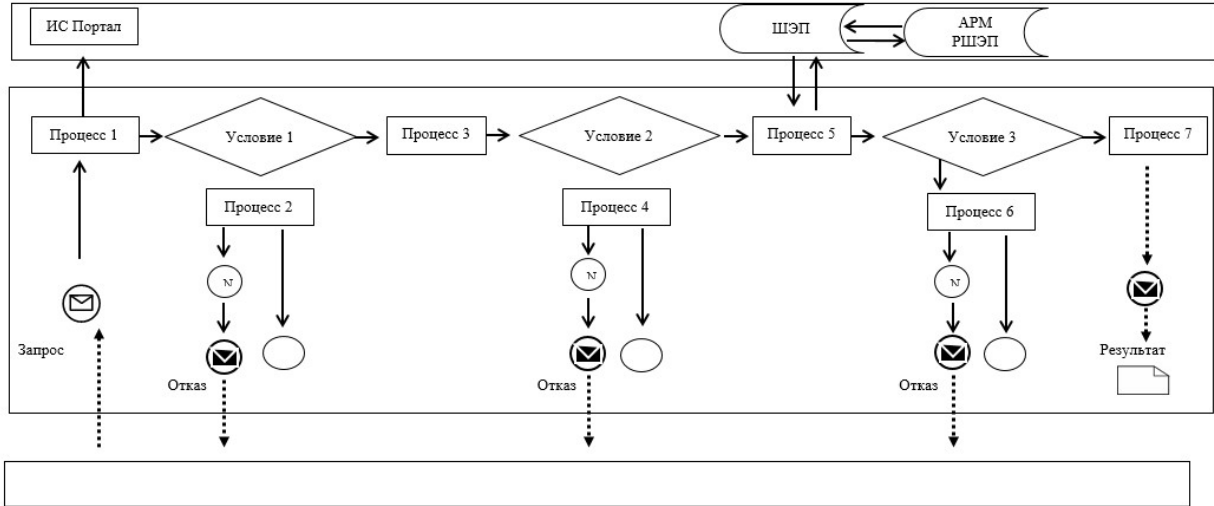 ИС Портал
ШЭП
АРМ
РШЭП
Процесс 1
Условие 1
Процесс 3
Условие 2
Процесс 5
Условие 3
Процесс 7
Процесс 2
Процесс 4
Процесс 6
N
N
N
Запрос
Отказ
Отказ
Отказ
Результат